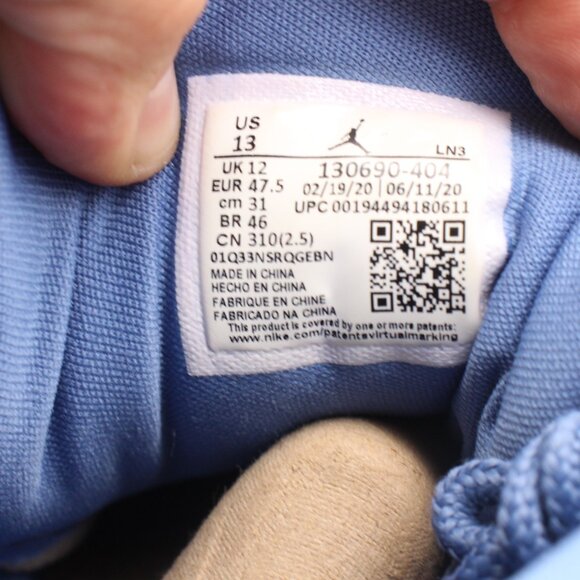 US
13
LN3
UK 12
130690-404
EUR 47.5
02/19/20 | 06/11/20
cm 31
UPC 00194494180611
BR 46
CN 310(2.5)
01Q33NSRQGEBN
MADE IN CHINA
HECHO EN CHINA
FABRIQUE EN CHINE
FABRICADO NA CHINA
This product is covered by one or more patents:
www.nike.com/patentsvirtualmarking